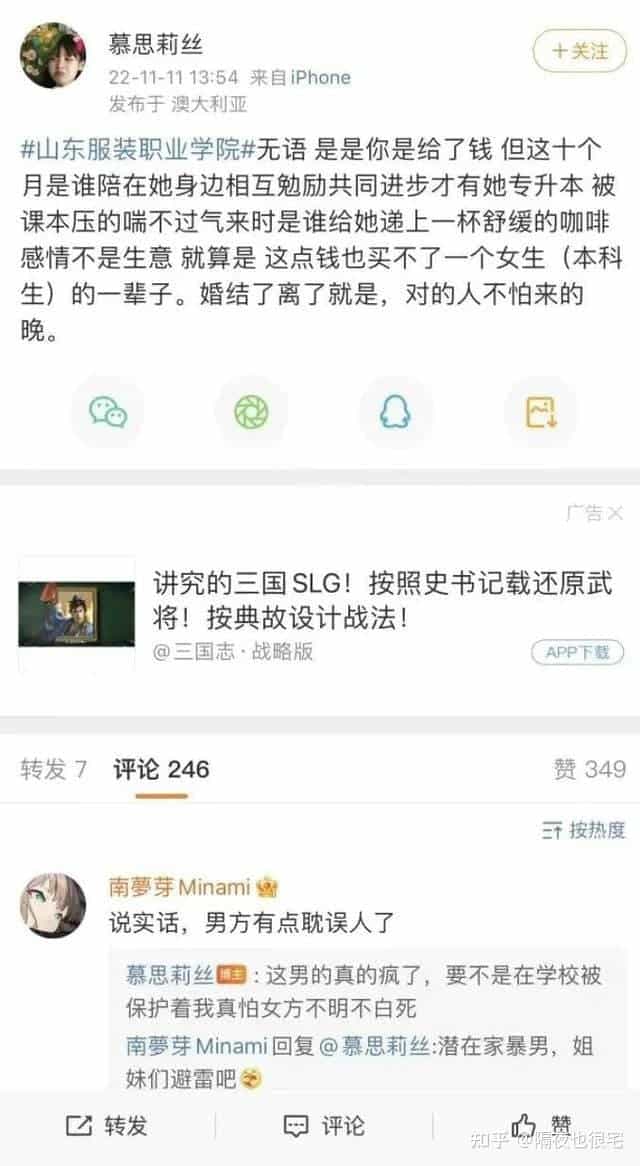 慕思莉丝
+关注
22-11-11 13:54 来自 iPhone
发布于 澳大利亚
#山东服装职业学院#无语 是是你是给了钱 但这十个
月是谁陪在她身边相互勉励共同进步才有她专升本 被
课本压的喘不过气来时是谁给她递上一杯舒缓的咖啡
感情不是生意 就算是 这点钱也买不了一个女生（本科
生）的一辈子。婚结了离了就是，对的人不怕来的
晚。
广告
讲究的三国SLG！按照史书记载还原武
将！按典故设计战法！
@三国志·战略版
APP下载
转发 7 评论 246 赞 349
按热度
南夢芽Minami
说实话，男方有点耽误人了
慕思莉丝 博主：这男的真的疯了，要不是在学校被
保护着我真怕女方不明不白死
南夢芽Minami回复@慕思莉丝:潜在家暴男，姐
妹们避雷吧
转发 评论 赞
知乎 @隔夜也很宅